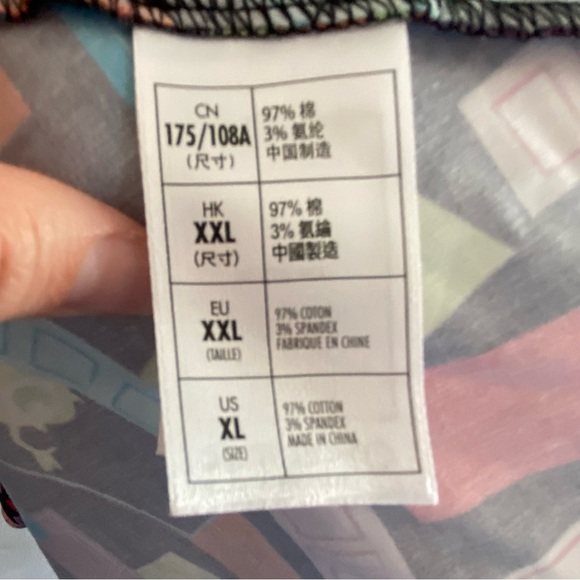 CN
175/108A
(尺寸)
97% 棉
3% 氨纶
中国制造
HK
XXL
(尺寸)
97% 棉
3% 氨綸
中國製造
EU
XXL
(TAILLE)
97% COTON
3% SPANDEX
FABRIQUE EN CHINE
US
XL
(SIZE)
97% COTTON
3% SPANDEX
MADE IN CHINA